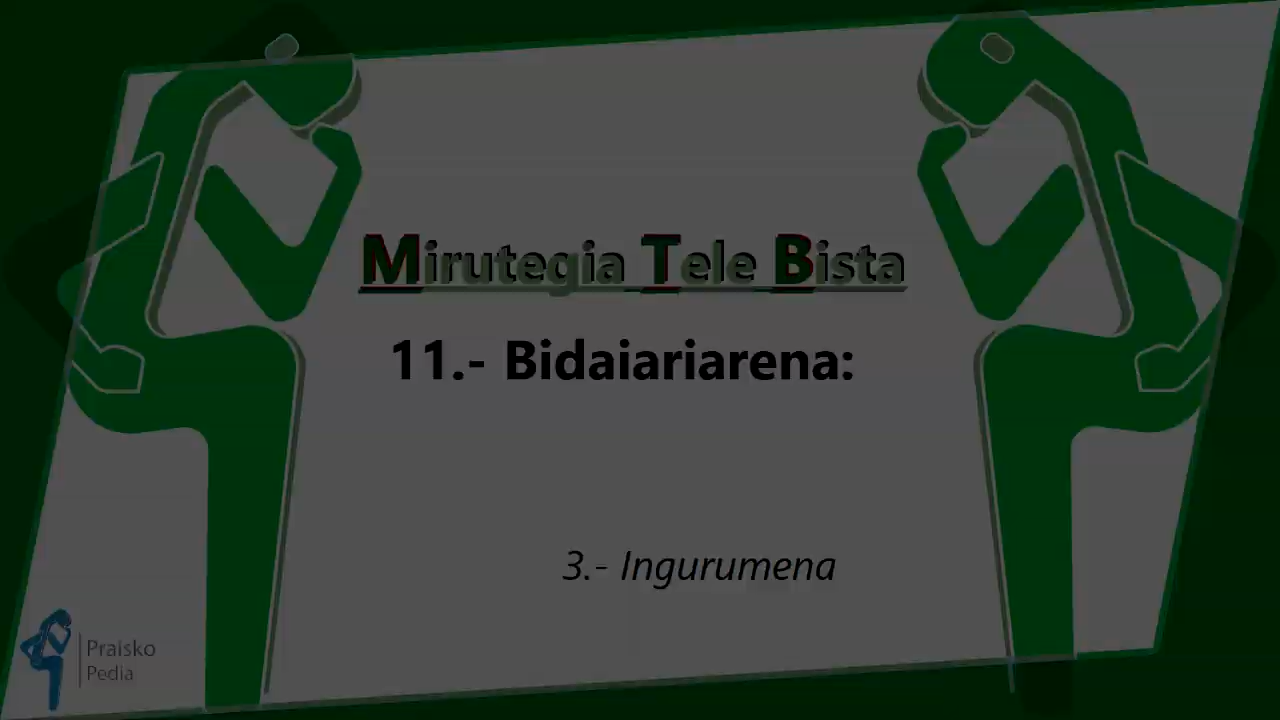 Mirutegia Tele Bista
11.- Bidaiariarena:
3.- Ingurumena
Praisko
Pedia